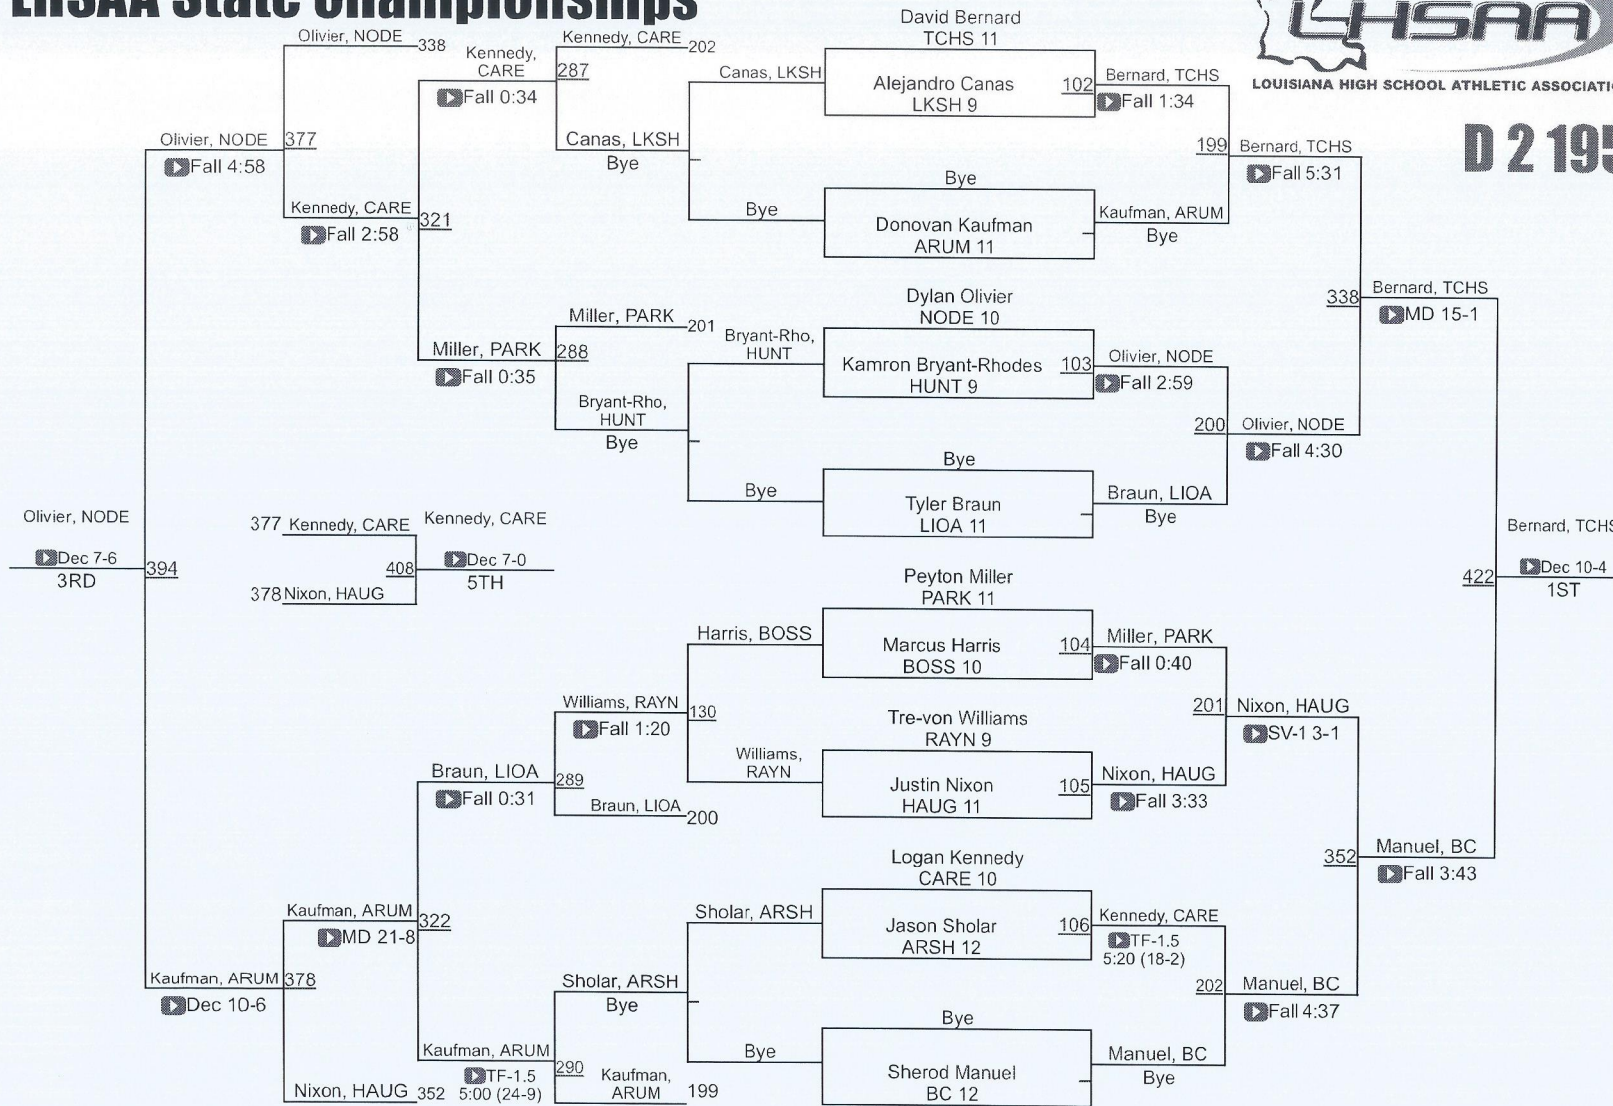 LHSAA State Championships
LHSAA
LOUISIANA HIGH SCHOOL ATHLETIC ASSOCIATI
D 2 195
Olivier, NODE
338
Kennedy,
CARE
Fall 0:34
Kennedy, CARE
202
287
Canas, LKSH
Bye
Canas, LKSH
Bye
David Bernard
TCHS 11
Alejandro Canas
LKSH 9
102
Bernard, TCHS
Fall 1:34
Bye
Donovan Kaufman
ARUM 11
Kaufman, ARUM
Bye
199
Bernard, TCHS
Fall 5:31
Olivier, NODE
Fall 4:58
377
Kennedy, CARE
Fall 2:58
321
Miller, PARK
Fall 0:35
Miller, PARK
201
288
Bryant-Rho,
HUNT
Bye
Bryant-Rho,
HUNT
Bye
Dylan Olivier
NODE 10
Kamron Bryant-Rhodes
HUNT 9
103
Olivier, NODE
Fall 2:59
Bye
Tyler Braun
LIOA 11
Braun, LIOA
Bye
200
Olivier, NODE
Fall 4:30
338
Bernard, TCHS
MD 15-1
Olivier, NODE
Dec 7-6
3RD
394
377 Kennedy, CARE
378 Nixon, HAUG
408
Kennedy, CARE
Dec 7-0
5TH
422
Bernard, TCHS
Dec 10-4
1ST
Harris, BOSS
Williams, RAYN
Fall 1:20
130
Williams,
RAYN
Peyton Miller
PARK 11
Marcus Harris
BOSS 10
104
Miller, PARK
Fall 0:40
Tre-von Williams
RAYN 9
Justin Nixon
HAUG 11
105
Nixon, HAUG
Fall 3:33
201
Nixon, HAUG
SV-1 3-1
Braun, LIOA
Fall 0:31
289
Braun, LIOA
200
Kaufman, ARUM
MD 21-8
322
Kaufman, ARUM
Dec 10-6
378
Nixon, HAUG
352
Kaufman, ARUM
TF-1.5
5:00 (24-9)
290
Sholar, ARSH
Bye
Kaufman,
ARUM
199
Sholar, ARSH
Bye
Logan Kennedy
CARE 10
Jason Sholar
ARSH 12
106
Kennedy, CARE
TF-1.5
5:20 (18-2)
Bye
Sherod Manuel
BC 12
Manuel, BC
Bye
202
Manuel, BC
Fall 4:37
352
Manuel, BC
Fall 3:43